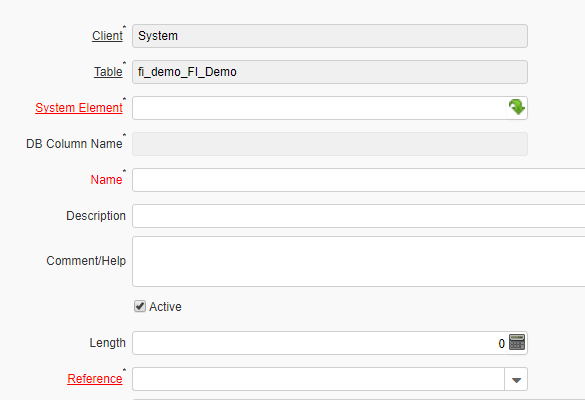 Client* System
Table* fi_demo_FI_Demo
System Element*
DB Column Name*
Name*
Description
Comment/Help
Active
Length 0
Reference*